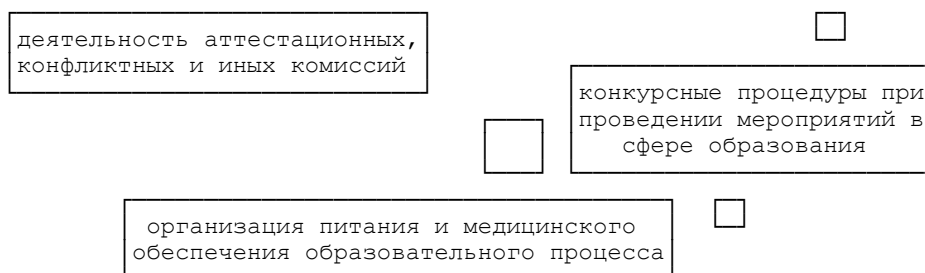 деятельность аттестационных,
конфликтных и иных комиссий
конкурсные процедуры при
проведении мероприятий в
сфере образования
организация питания и медицинского
обеспечения образовательного процесса